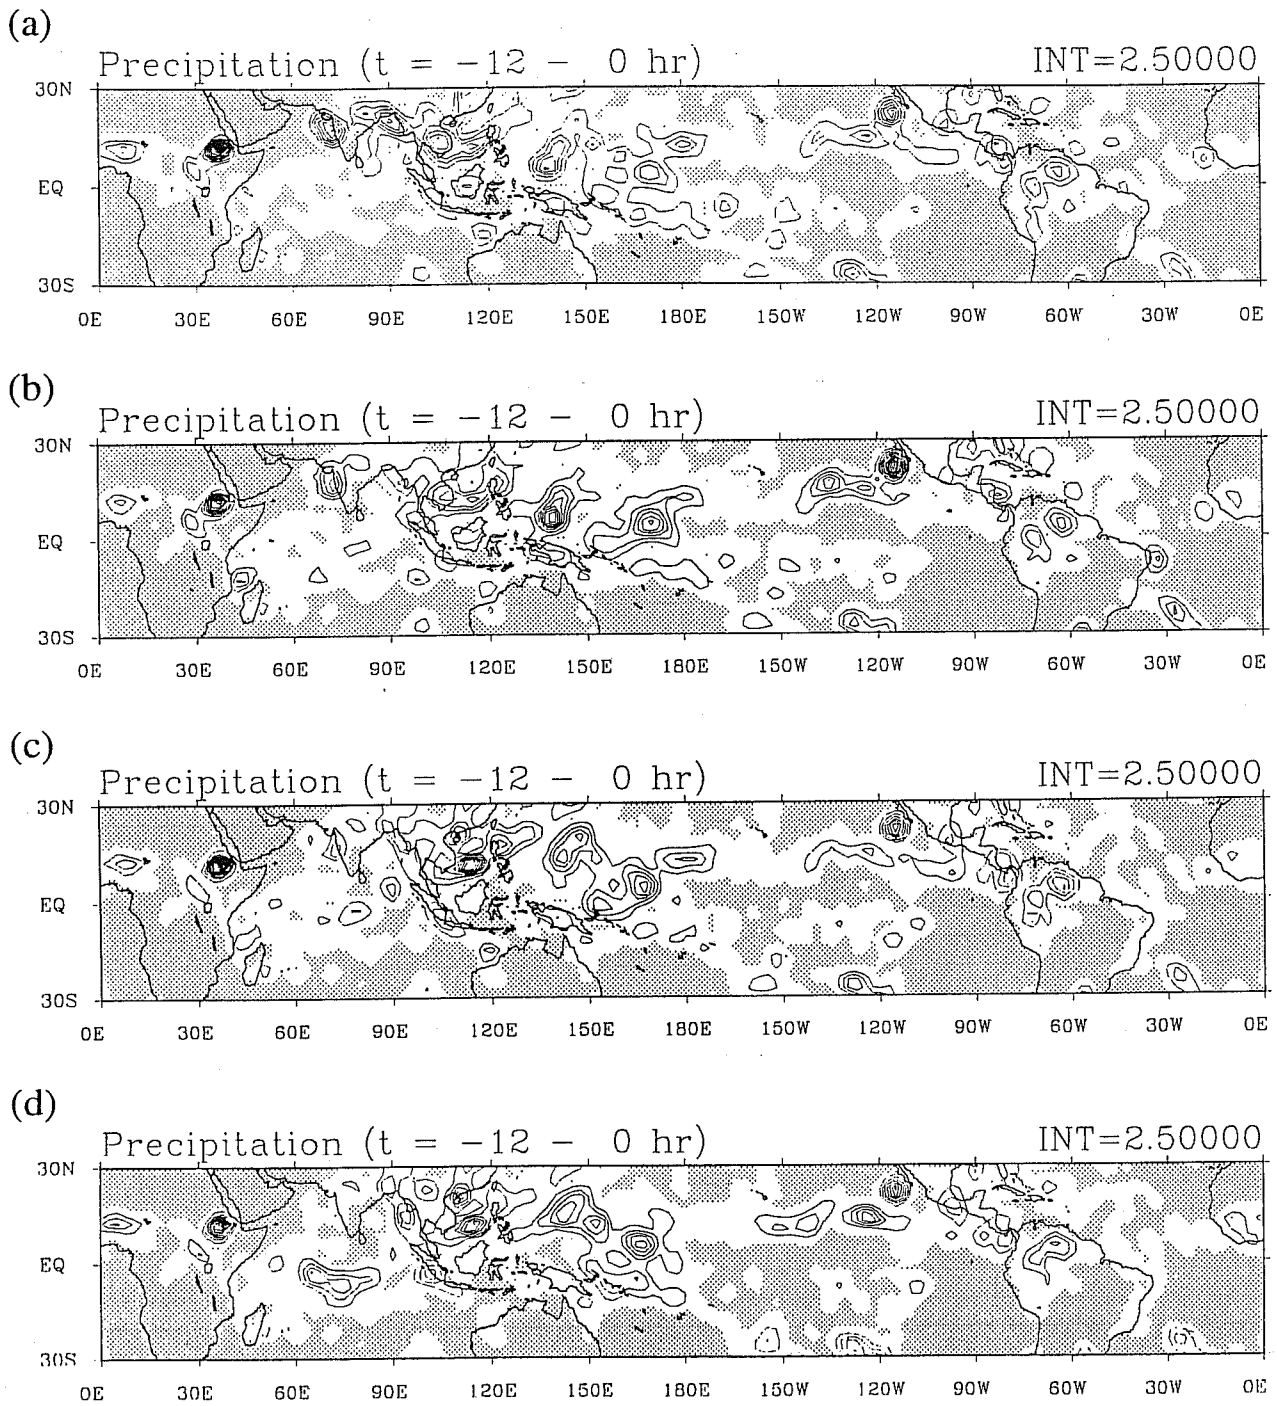 (a)
Precipitation (t = −12 − 0 hr) INT=2.50000
30N
EQ
30S
0E 30E 60E 90E 120E 150E 180E 150W 120W 90W 60W 30W 0E
(b)
Precipitation (t = −12 − 0 hr) INT=2.50000
30N
EQ
30S
0E 30E 60E 90E 120E 150E 180E 150W 120W 90W 60W 30W 0E
(c)
Precipitation (t = −12 − 0 hr) INT=2.50000
30N
EQ
30S
0E 30E 60E 90E 120E 150E 180E 150W 120W 90W 60W 30W 0E
(d)
Precipitation (t = −12 − 0 hr) INT=2.50000
30N
EQ
30S
0E 30E 60E 90E 120E 150E 180E 150W 120W 90W 60W 30W 0E